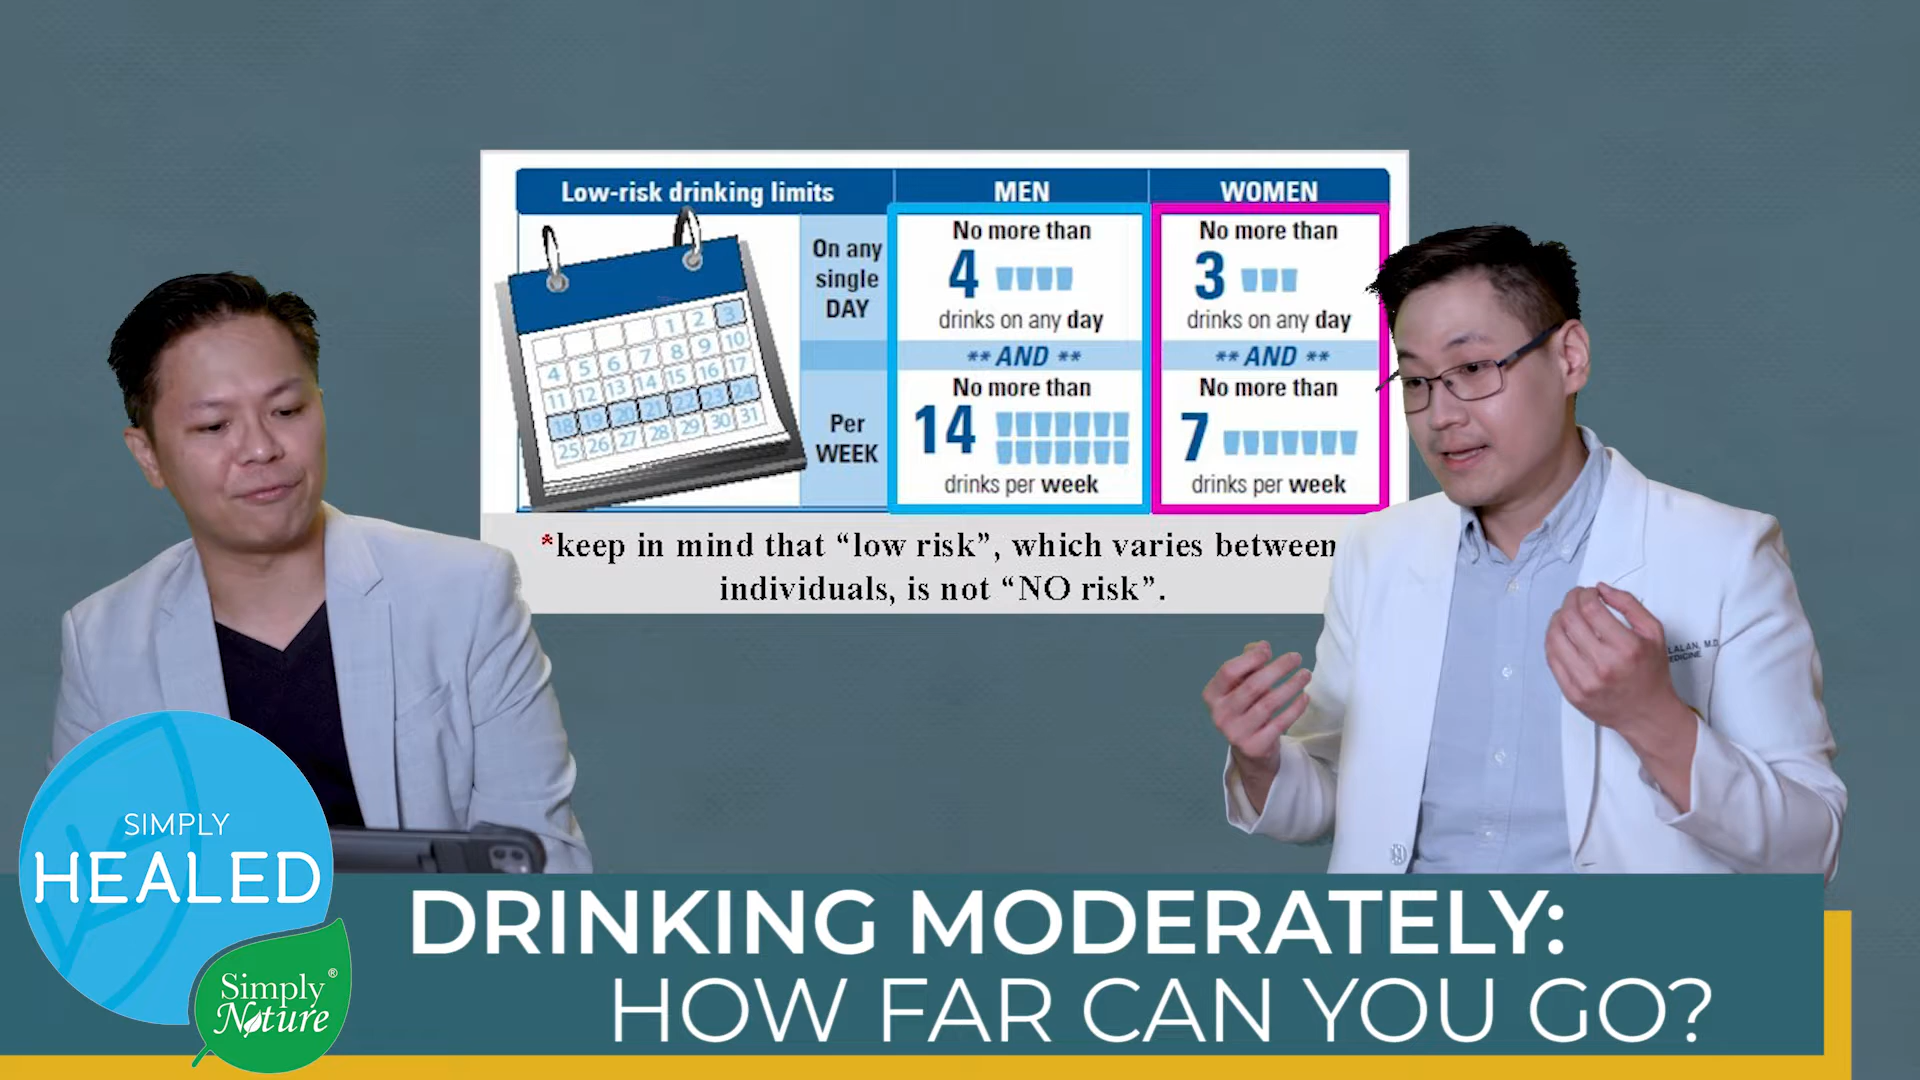 Low-risk drinking limits
MEN
WOMEN
On any
single
DAY
No more than
4
drinks on any day
** AND **
No more than
3
drinks on any day
** AND **
Per
WEEK
No more than
14
drinks per week
No more than
7
drinks per week
1 2 3
4 5 6 7 8 9 10
11 12 13 14 15 16 17
18 19 20 21 22 23 24
25 26 27 28 29 30 31
*keep in mind that “low risk”, which varies between
individuals, is not “NO risk”.
LALAN, M.D.
EDICINE
SIMPLY
HEALED
Simply®
Nature
DRINKING MODERATELY:
HOW FAR CAN YOU GO?